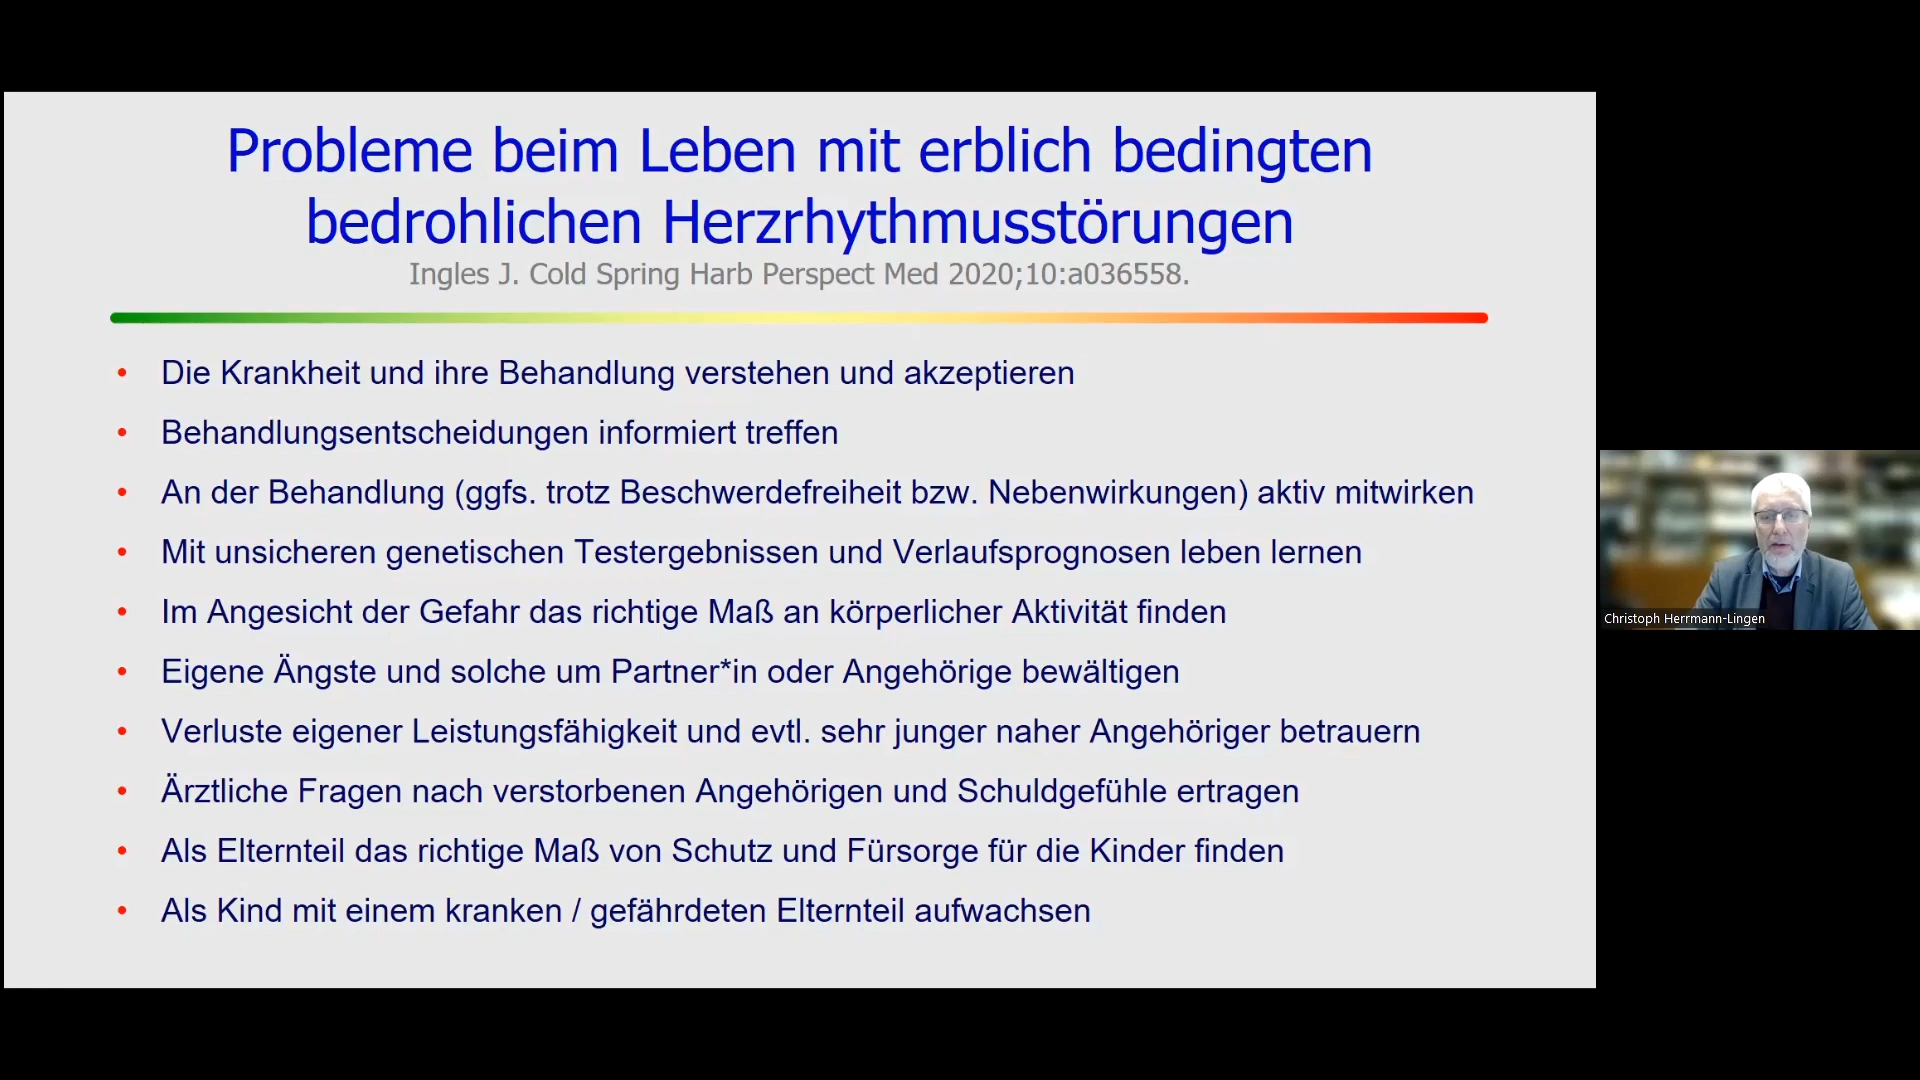 Probleme beim Leben mit erblich bedingten
bedrohlichen Herzrhythmusstörungen
Ingles J. Cold Spring Harb Perspect Med 2020;10:a036558.
• Die Krankheit und ihre Behandlung verstehen und akzeptieren
• Behandlungsentscheidungen informiert treffen
• An der Behandlung (ggfs. trotz Beschwerdefreiheit bzw. Nebenwirkungen) aktiv mitwirken
• Mit unsicheren genetischen Testergebnissen und Verlaufsprognosen leben lernen
• Im Angesicht der Gefahr das richtige Maß an körperlicher Aktivität finden
• Eigene Ängste und solche um Partner*in oder Angehörige bewältigen
• Verluste eigener Leistungsfähigkeit und evtl. sehr junger naher Angehöriger betrauern
• Ärztliche Fragen nach verstorbenen Angehörigen und Schuldgefühle ertragen
• Als Elternteil das richtige Maß von Schutz und Fürsorge für die Kinder finden
• Als Kind mit einem kranken / gefährdeten Elternteil aufwachsen
Christoph Herrmann-Lingen